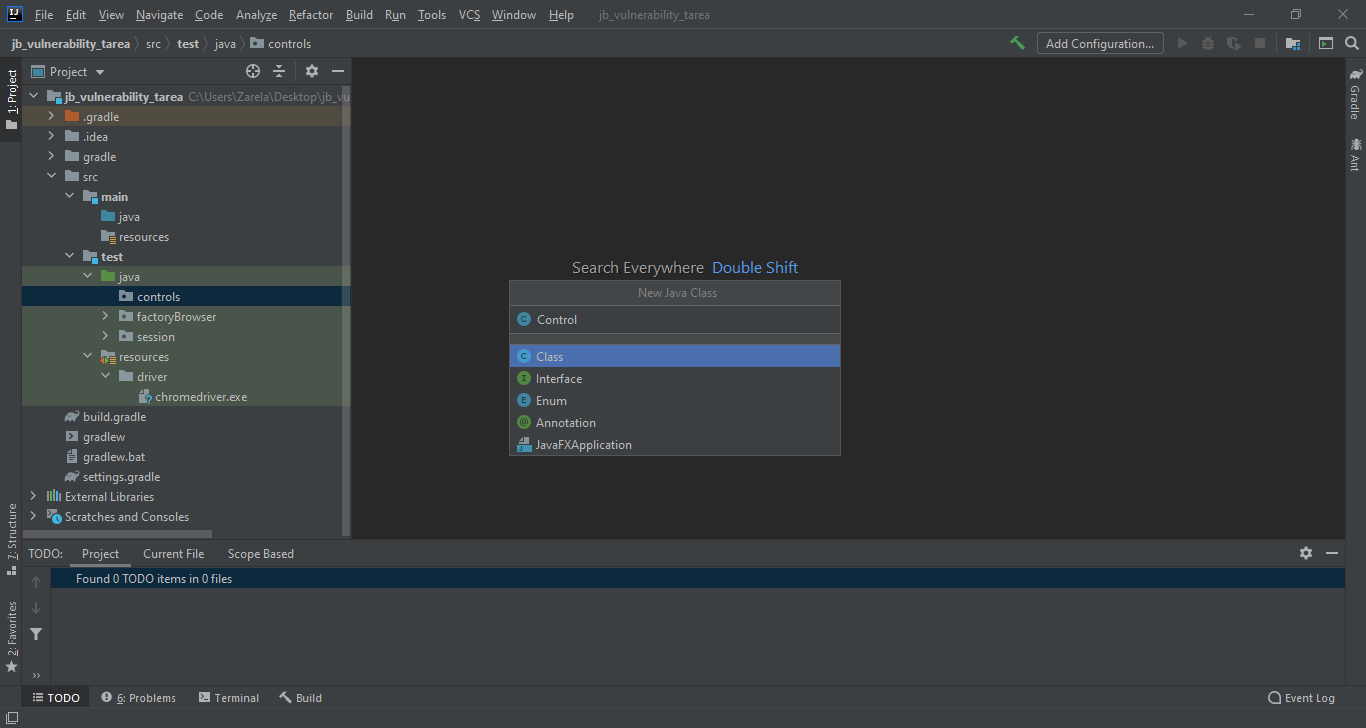 File Edit View Navigate Code Analyze Refactor Build Run Tools VCS Window Help jb_vulnerability_tarea
jb_vulnerability_tarea src test java controls
Add Configuration...
1: Project
Project
jb_vulnerability_tarea C:\Users\Zarela\Desktop\jb_vu
.gradle
.idea
gradle
src
main
java
resources
test
java
controls
factoryBrowser
session
resources
driver
chromedriver.exe
build.gradle
gradlew
gradlew.bat
settings.gradle
External Libraries
Scratches and Consoles
Search Everywhere Double Shift
New Java Class
Control
Class
Interface
Enum
Annotation
JavaFXApplication
Gradle
Ant
7: Structure
2: Favorites
TODO: Project Current File Scope Based
Found 0 TODO items in 0 files
TODO 6: Problems Terminal Build Event Log